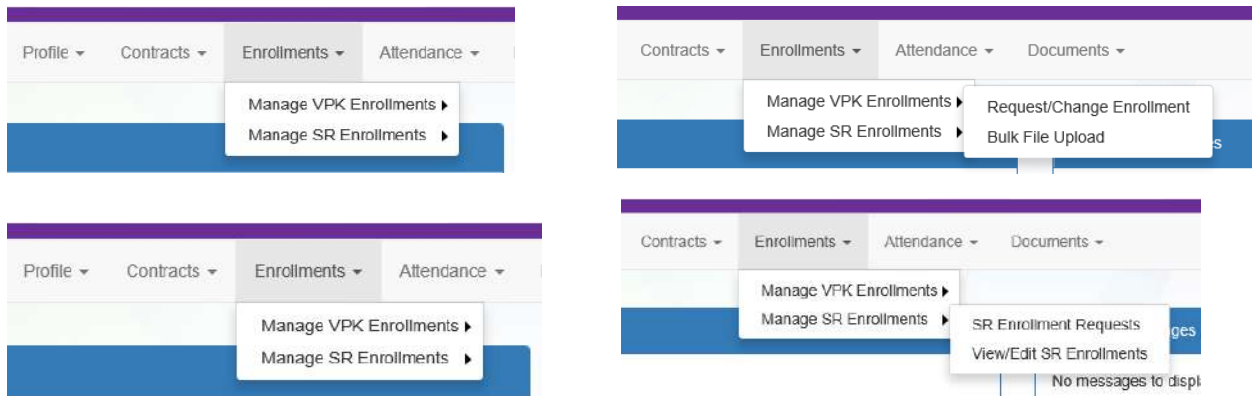 Profile Contracts Enrollments Attendance
Manage VPK Enrollments
Manage SR Enrollments
Contracts Enrollments Attendance Documents
Manage VPK Enrollments
Request/Change Enrollment
Manage SR Enrollments
Bulk File Upload
Profile Contracts Enrollments Attendance
Manage VPK Enrollments
Manage SR Enrollments
Contracts Enrollments Attendance Documents
Manage VPK Enrollments
Manage SR Enrollments
SR Enrollment Requests
ges
View/Edit SR Enrollments
No messages to displ